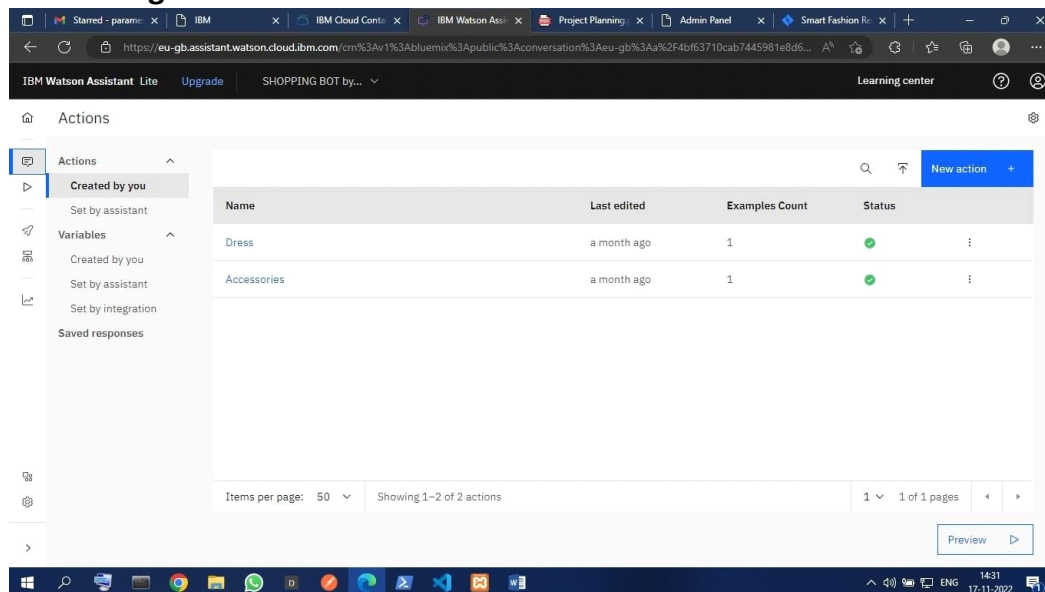 Starred - parame
IBM
IBM Cloud Conta
IBM Watson Assi
Project Planning
Admin Panel
Smart Fashion Re
https://eu-gb.assistant.watson.cloud.ibm.com/crn%3Av1%3Abluemix%3Apublic%3Aconversation%3Aeu-gb%3Aa%2F4bf63710cab7445981e8d6...
IBM Watson Assistant Lite Upgrade SHOPPING BOT by... Learning center
Actions
Actions
Created by you
Set by assistant
Variables
Created by you
Set by assistant
Set by integration
Saved responses
New action +
Name Last edited Examples Count Status
Dress a month ago 1
Accessories a month ago 1
Items per page: 50 Showing 1–2 of 2 actions 1 1 of 1 pages
Preview
ENG
14:31
17-11-2022